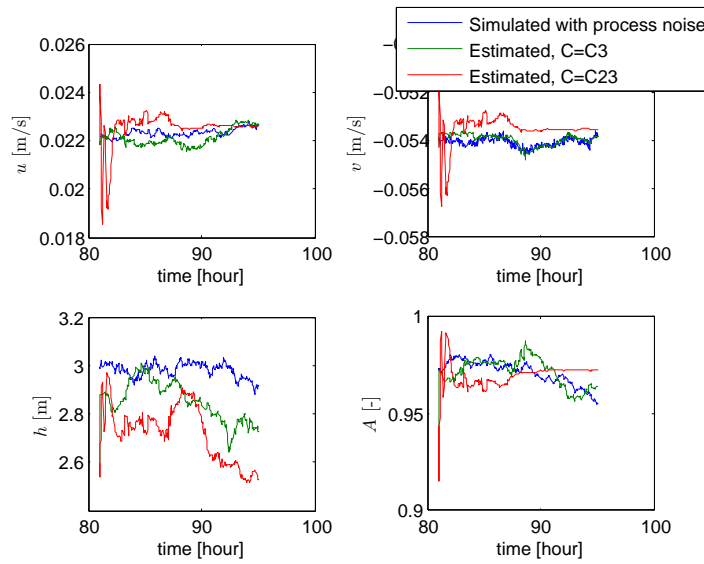 Simulated with process noise
Estimated, C=C3
Estimated, C=C23
0.026
0.024
0.022
0.02
0.018
u [m/s]
80
90
100
time [hour]
−0.052
−0.054
−0.056
−0.058
v [m/s]
80
90
100
time [hour]
3.2
3
2.8
2.6
h [m]
80
90
100
time [hour]
1
0.95
0.9
A [-]
80
90
100
time [hour]